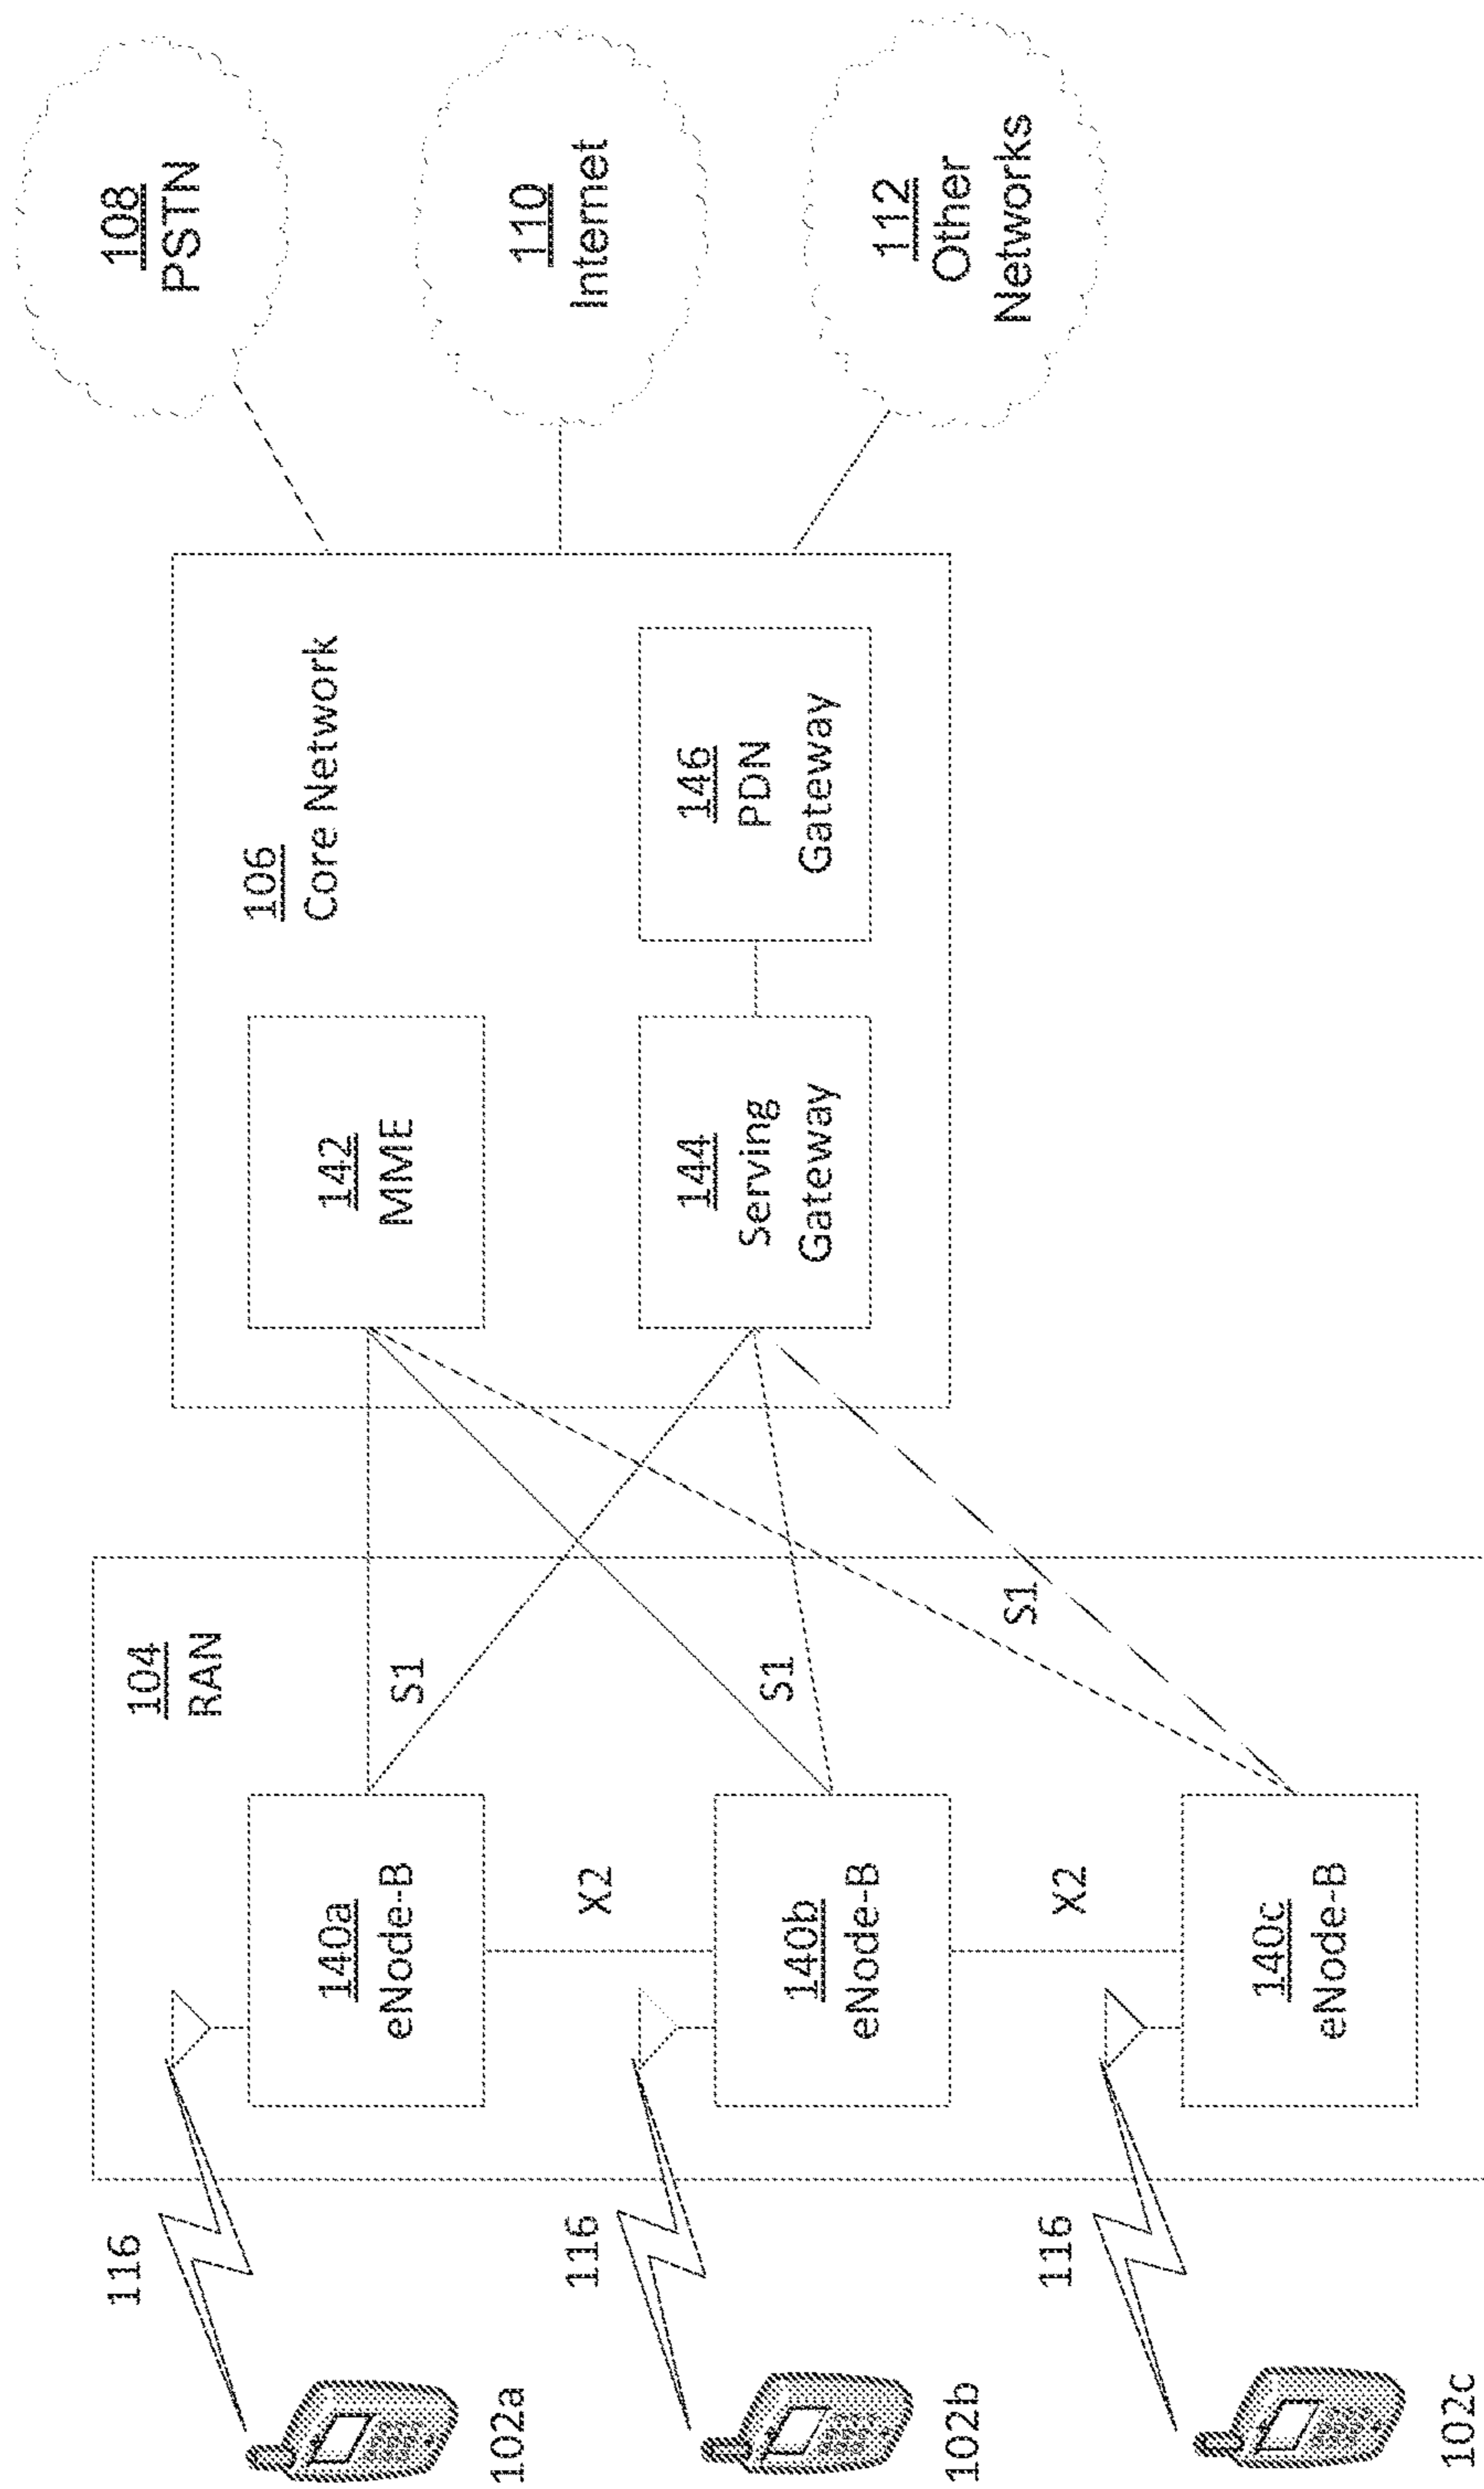 102a
116
104
RAN
140a
eNode-B
S1
X2
102b
116
140b
eNode-B
S1
X2
102c
116
140c
eNode-B
S1
106
Core Network
142
MME
144
Serving
Gateway
146
PDN
Gateway
108
PSTN
110
Internet
112
Other
Networks